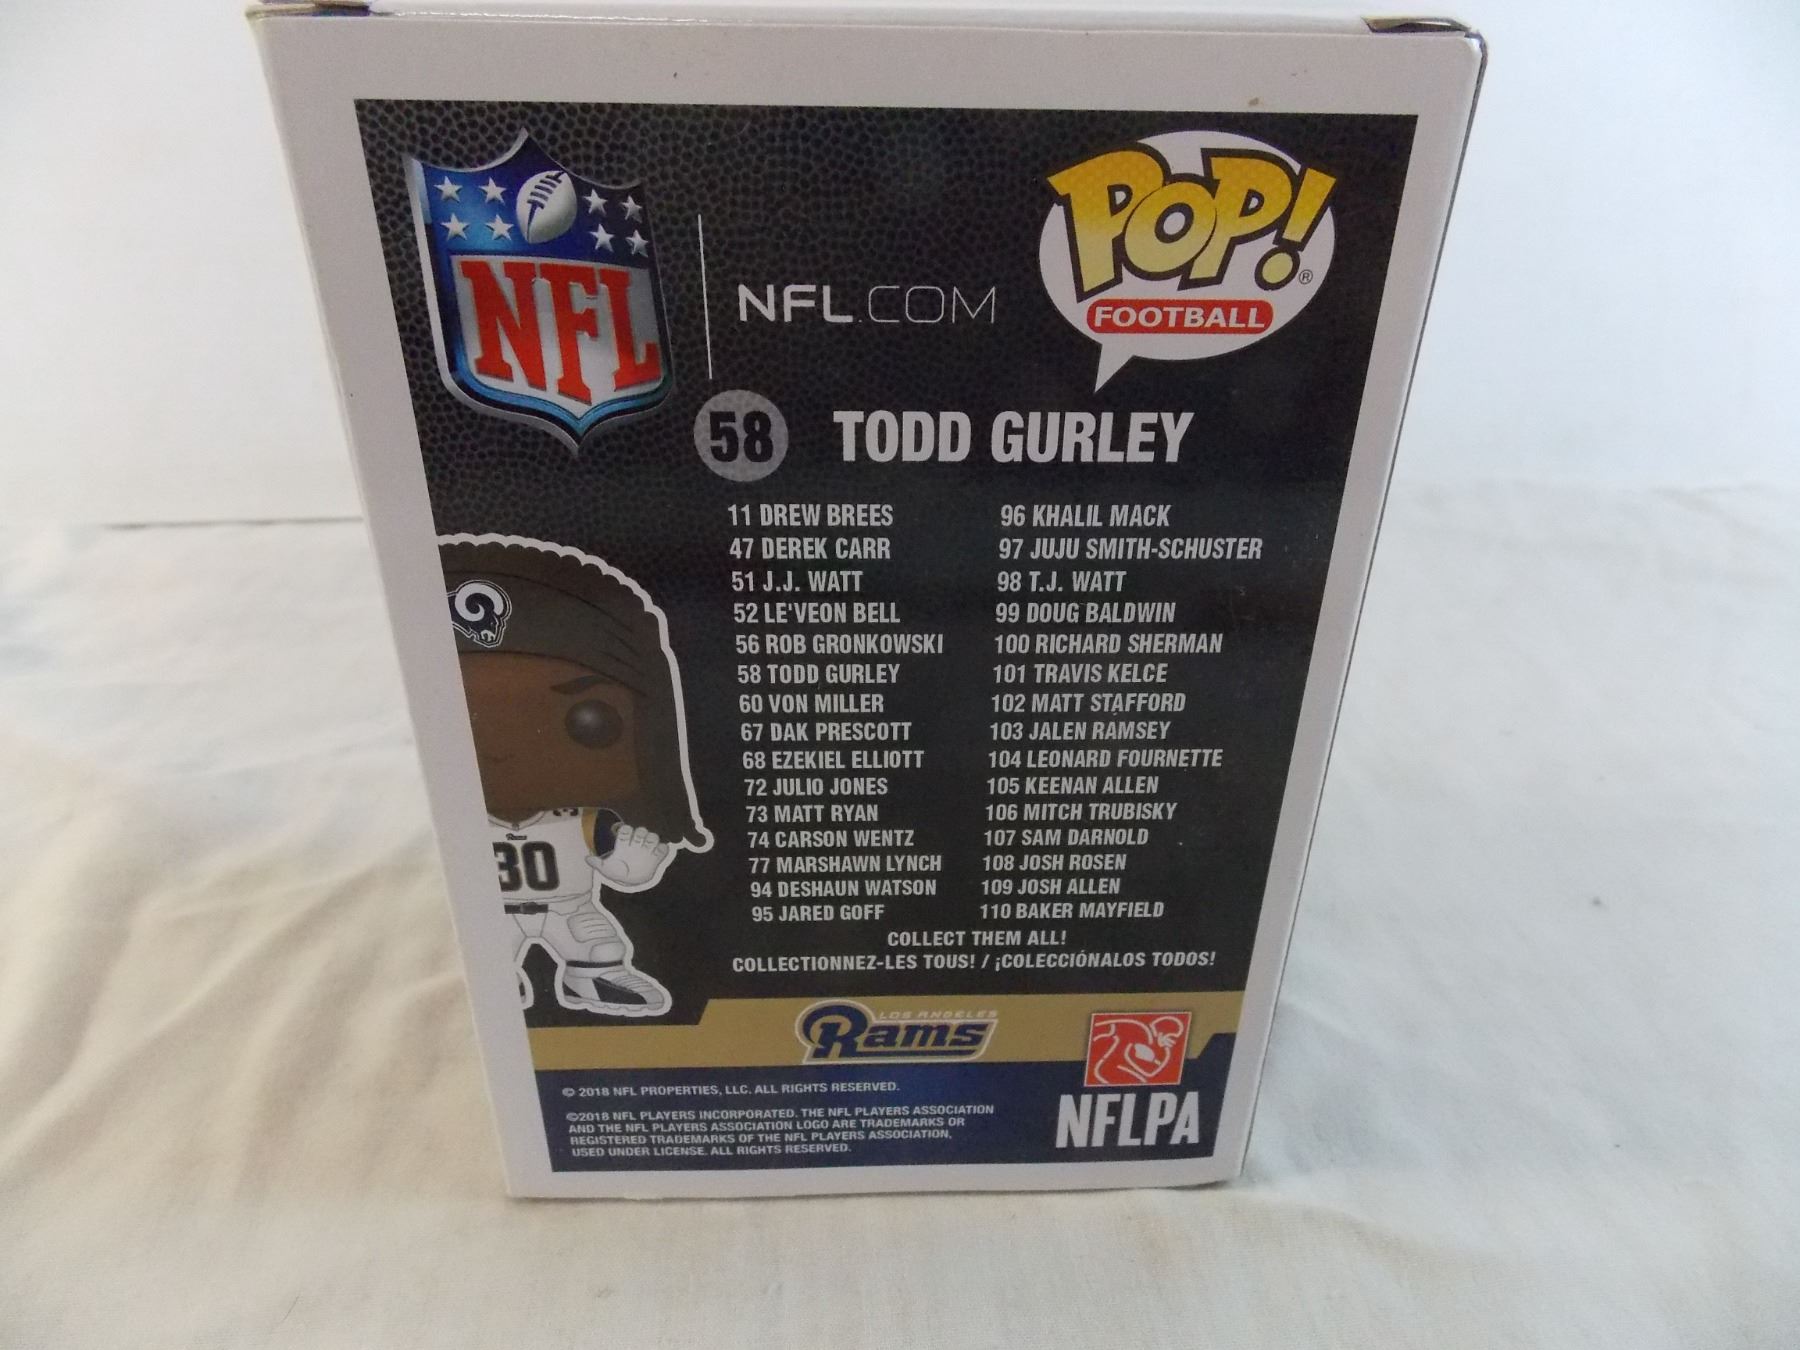 NFL
NFL.COM
POP!
®
FOOTBALL
58 TODD GURLEY
11 DREW BREES
47 DEREK CARR
51 J.J. WATT
52 LE'VEON BELL
56 ROB GRONKOWSKI
58 TODD GURLEY
60 VON MILLER
67 DAK PRESCOTT
68 EZEKIEL ELLIOTT
72 JULIO JONES
73 MATT RYAN
74 CARSON WENTZ
77 MARSHAWN LYNCH
94 DESHAUN WATSON
95 JARED GOFF
96 KHALIL MACK
97 JUJU SMITH-SCHUSTER
98 T.J. WATT
99 DOUG BALDWIN
100 RICHARD SHERMAN
101 TRAVIS KELCE
102 MATT STAFFORD
103 JALEN RAMSEY
104 LEONARD FOURNETTE
105 KEENAN ALLEN
106 MITCH TRUBISKY
107 SAM DARNOLD
108 JOSH ROSEN
109 JOSH ALLEN
110 BAKER MAYFIELD
COLLECT THEM ALL!
COLLECTIONNEZ-LES TOUS! / ¡COLECCIÓNALOS TODOS!
Rams
30
LOS ANGELES
Rams
© 2018 NFL PROPERTIES, LLC. ALL RIGHTS RESERVED.
©2018 NFL PLAYERS INCORPORATED. THE NFL PLAYERS ASSOCIATION
AND THE NFL PLAYERS ASSOCIATION LOGO ARE TRADEMARKS OR
REGISTERED TRADEMARKS OF THE NFL PLAYERS ASSOCIATION,
USED UNDER LICENSE. ALL RIGHTS RESERVED.
NFLPA